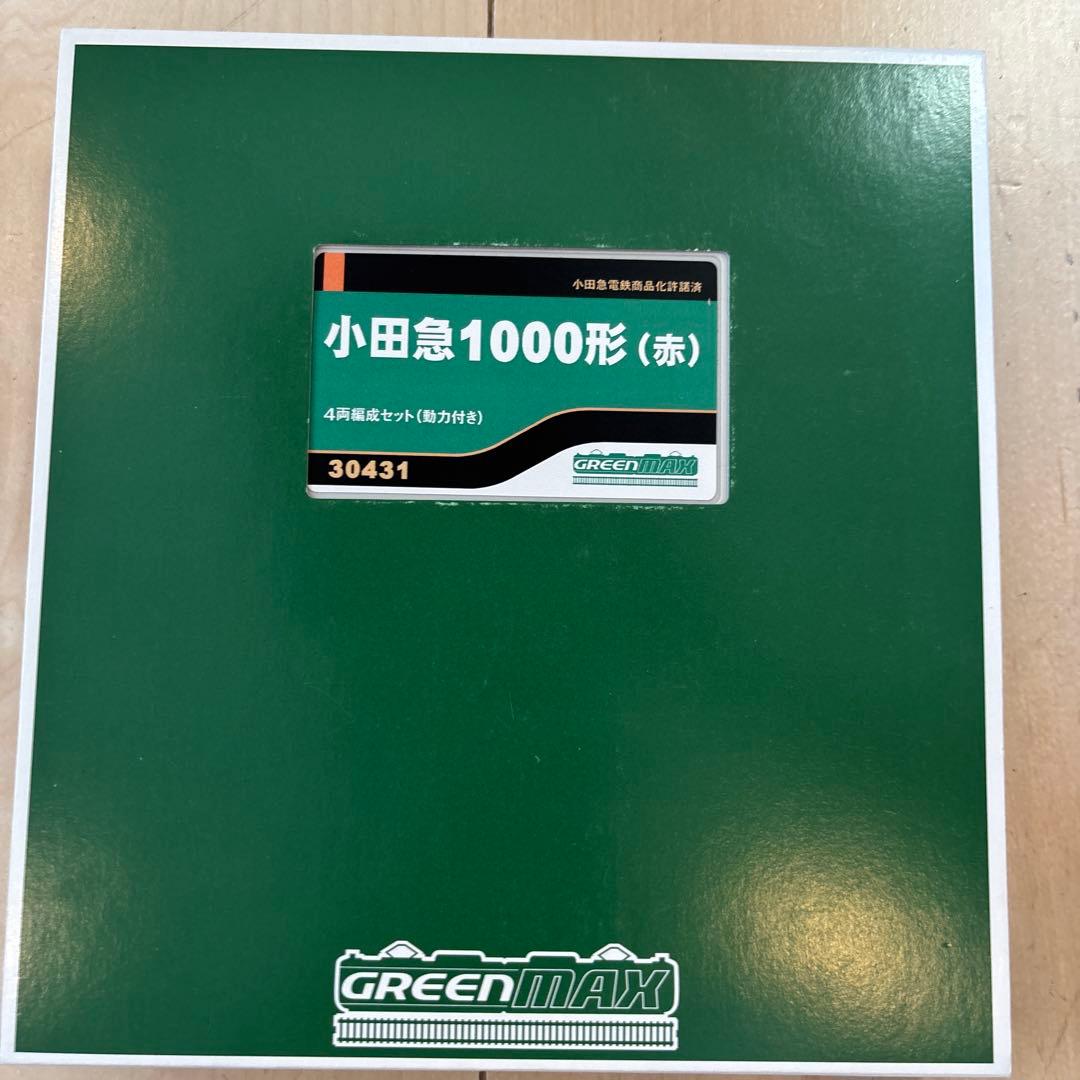 小田急電鉄商品化許諾済
小田急1000形(赤)
4両編成セット(動力付き)
30431
GREENMAX
GREENMAX